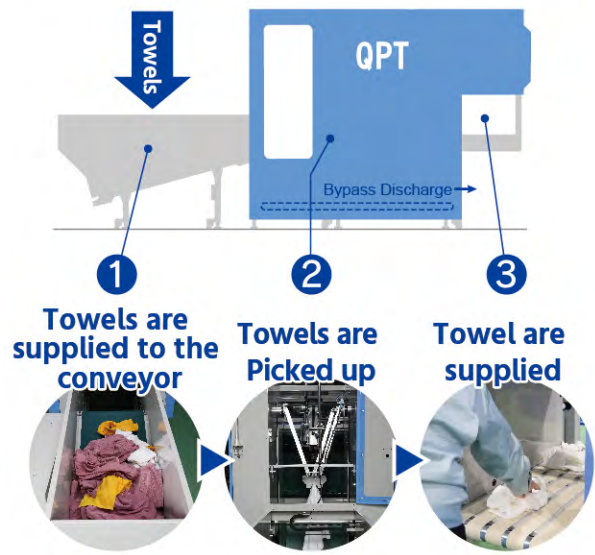 Towels
QPT
Bypass Discharge
1
2
3
Towels are
supplied to the
conveyor
Towels are
Picked up
Towel are
supplied